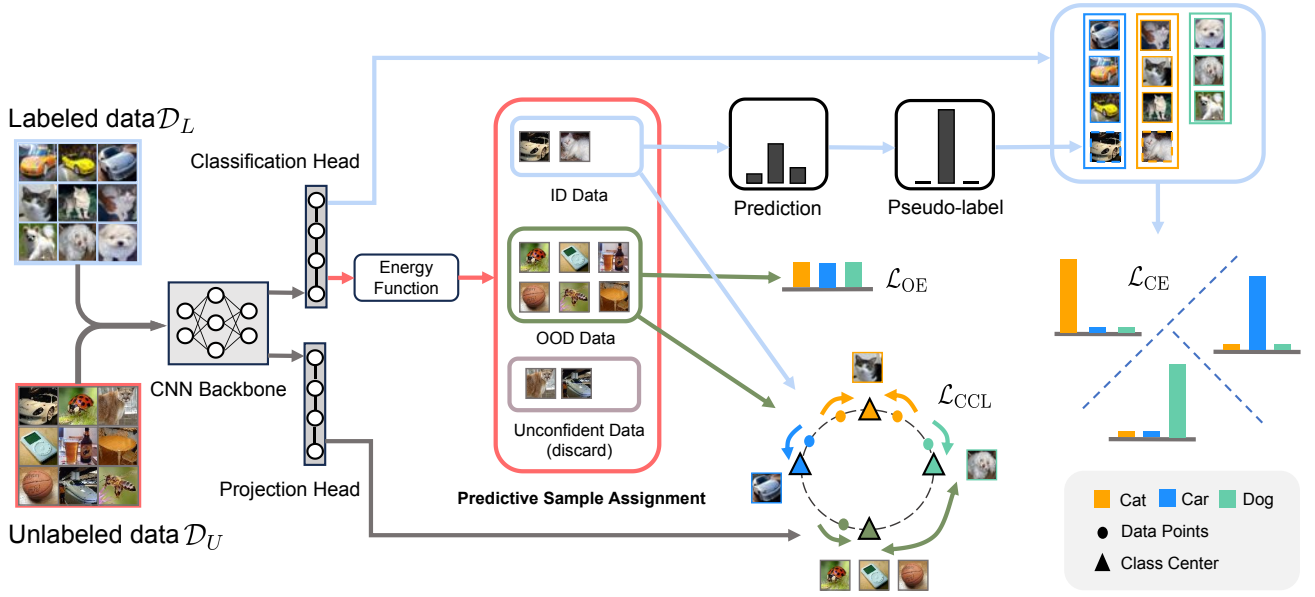 Labeled data 𝒟_L
Classification Head
CNN Backbone
Unlabeled data 𝒟_U
Projection Head
Energy
Function
ID Data
OOD Data
Unconfident Data
(discard)
Predictive Sample Assignment
Prediction
Pseudo-label
ℒ_OE
ℒ_CE
ℒ_CCL
Cat Car Dog
Data Points
Class Center